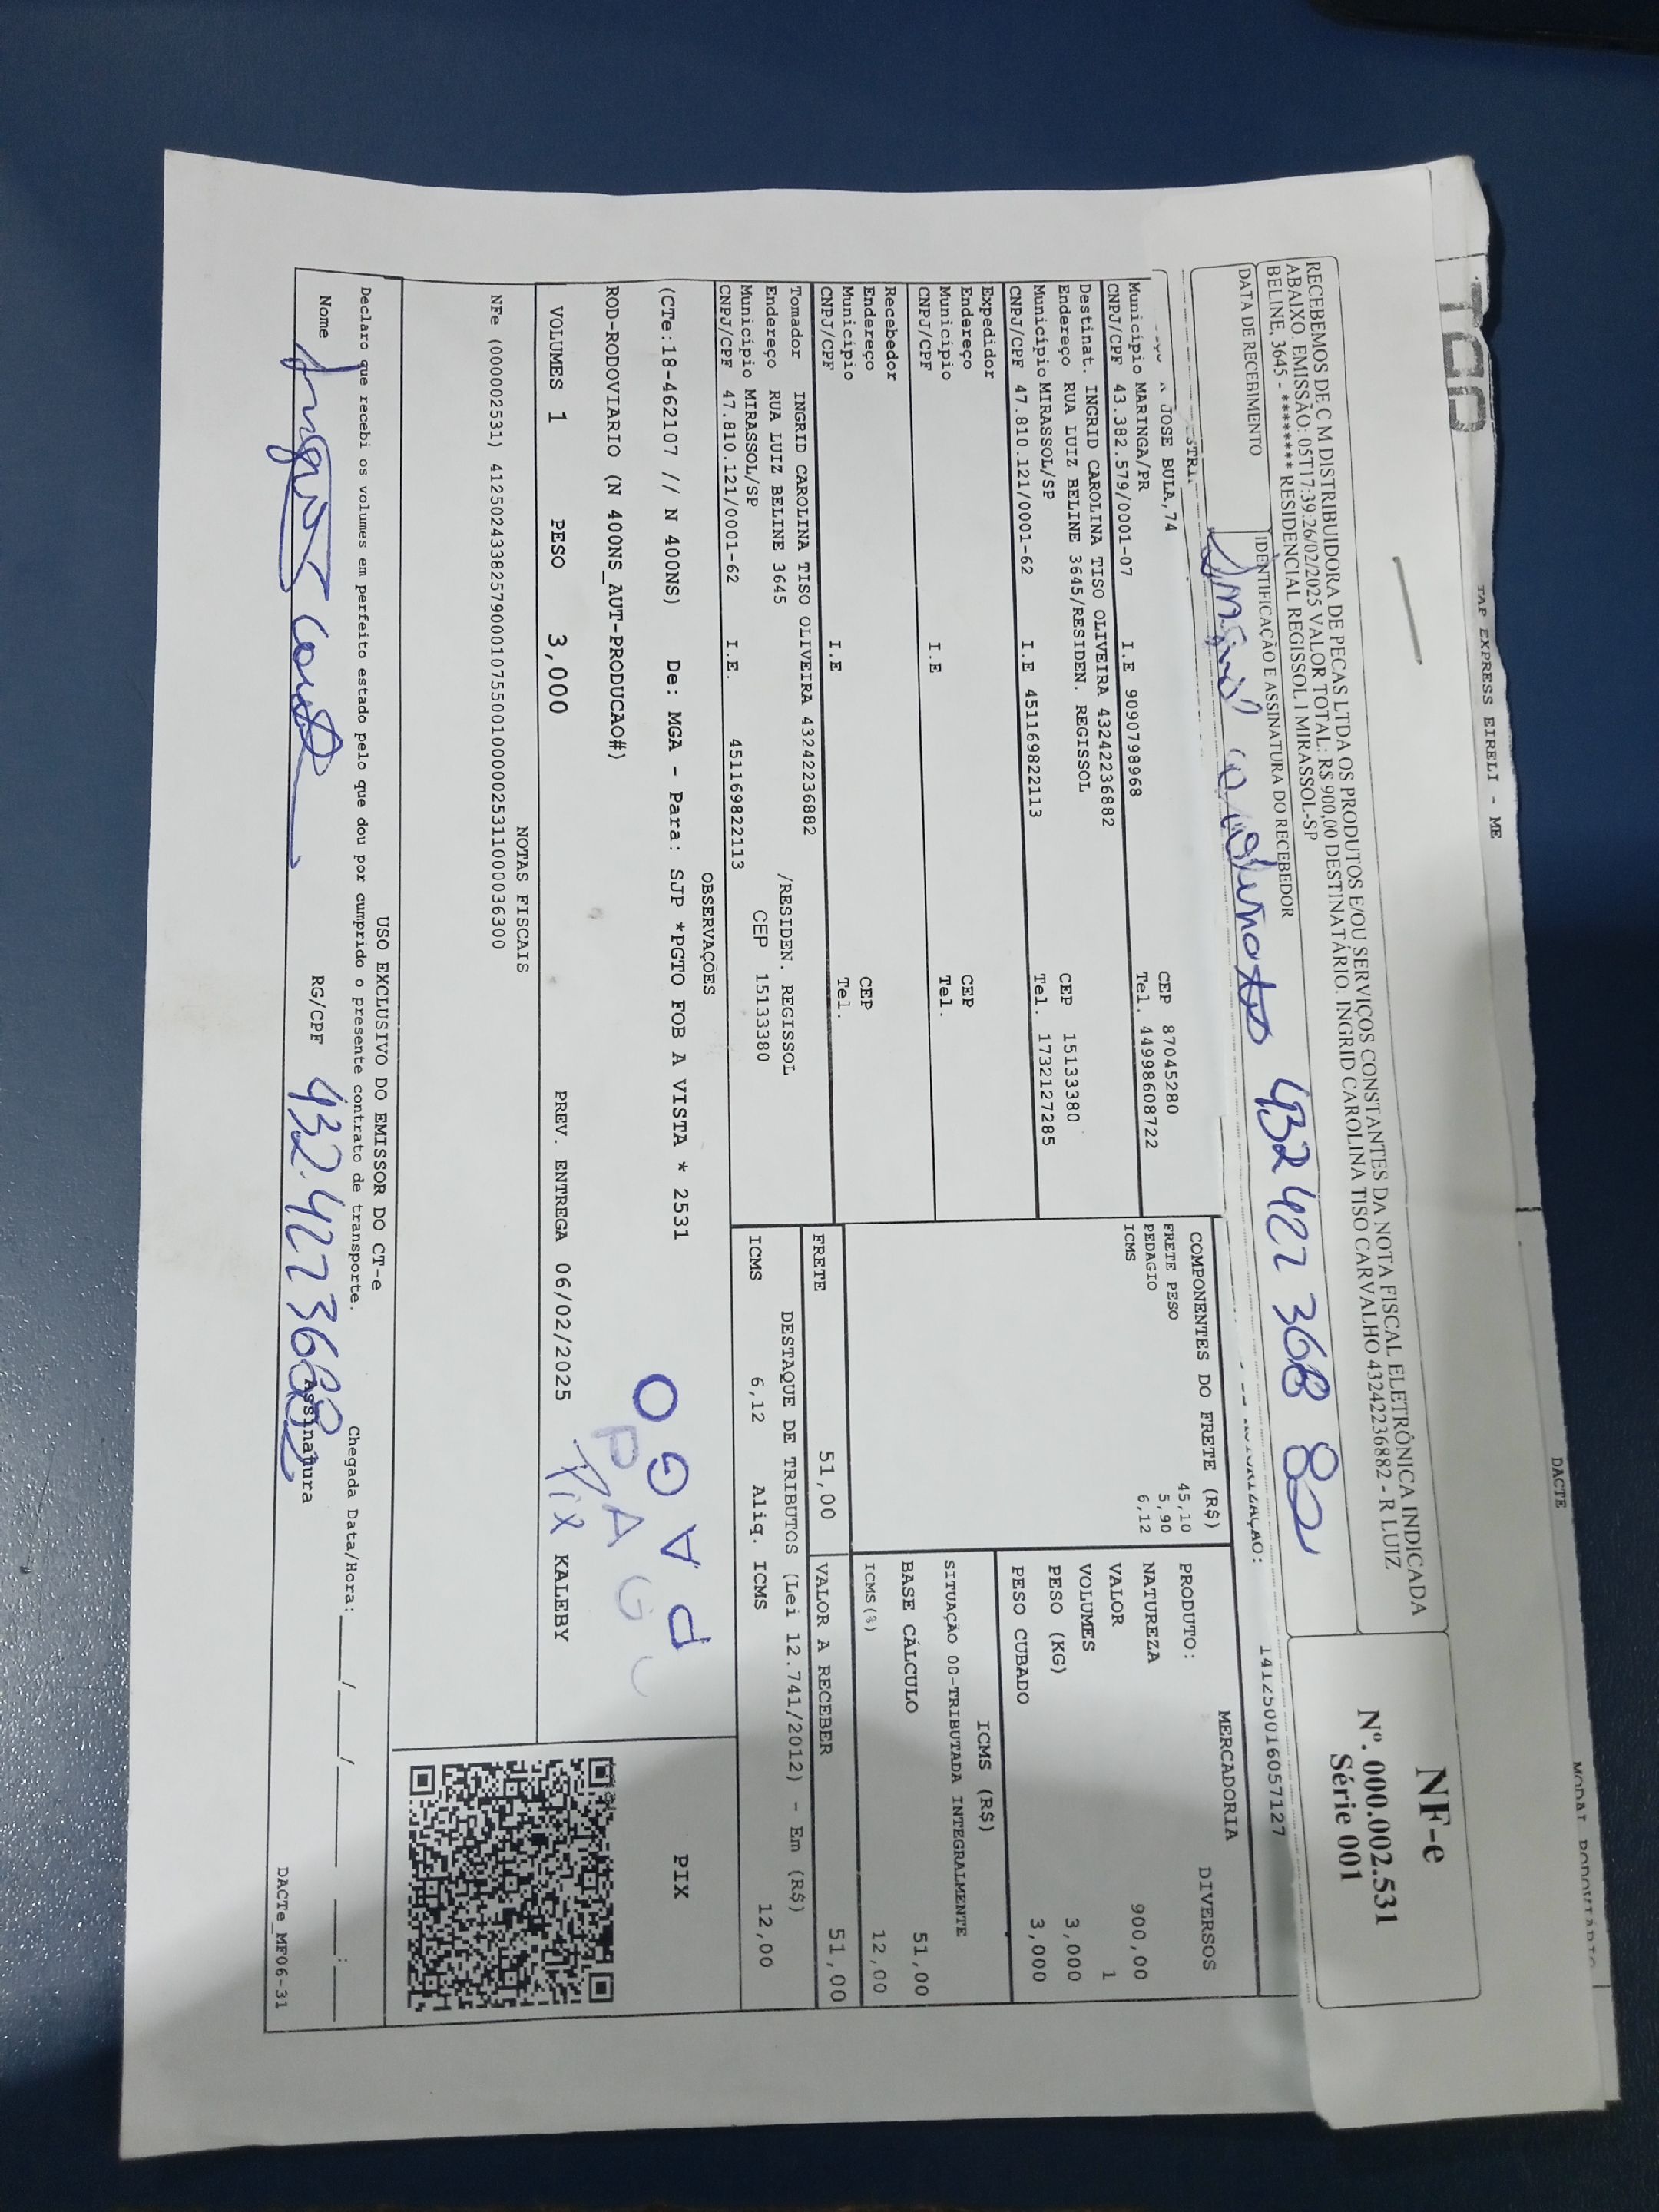 TAP EXPRESS EIRELI - ME
DACTE
RECEBEMOS DE C M DISTRIBUIDORA DE PECAS LTDA OS PRODUTOS E/OU SERVIÇOS CONSTANTES DA NOTA FISCAL ELETRÔNICA INDICADA
ABAIXO. EMISSÃO: 05T17:39:26/02/2025 VALOR TOTAL: R$ 900,00 DESTINATÁRIO: INGRID CAROLINA TISO CARVALHO 43242236882 - R LUIZ
BELINE, 3645 - ******** RESIDENCIAL REGISSOL I MIRASSOL-SP
DATA DE RECEBIMENTO
IDENTIFICAÇÃO E ASSINATURA DO RECEBEDOR
432 427 368 82
NF-e
Nº. 000.002.531
Série 001
141250016057127
JOSE BULA,74 CEP 87045280
Município MARINGA/PR Tel. 44998608722
CNPJ/CPF 43.382.579/0001-07 I.E 9090798968
Destinat. INGRID CAROLINA TISO OLIVEIRA 43242236882
Endereço RUA LUIZ BELINE 3645/RESIDEN. REGISSOL CEP 15133380
Município MIRASSOL/SP Tel. 1732127285
CNPJ/CPF 47.810.121/0001-62 I.E 451169822113
Expedidor
Endereço CEP
Município Tel.
CNPJ/CPF I.E
Recebedor
Endereço CEP
Município Tel.
CNPJ/CPF I.E
Tomador INGRID CAROLINA TISO OLIVEIRA 43242236882
Endereço RUA LUIZ BELINE 3645 /RESIDEN. REGISSOL
Município MIRASSOL/SP CEP 15133380
CNPJ/CPF 47.810.121/0001-62 I.E. 451169822113
COMPONENTES DO FRETE (R$)
FRETE PESO 45,10
PEDAGIO 5,90
ICMS 6,12
MERCADORIA
PRODUTO: DIVERSOS
NATUREZA
VALOR 900,00
VOLUMES 1
PESO (KG) 3,000
PESO CUBADO 3,000
ICMS (R$)
SITUAÇÃO 00-TRIBUTADA INTEGRALMENTE
BASE CÁLCULO 51,00
ICMS(%) 12,00
FRETE 51,00
VALOR A RECEBER 51,00
DESTAQUE DE TRIBUTOS (Lei 12.741/2012) - Em (R$)
ICMS 6,12 Aliq. ICMS 12,00
OBSERVAÇÕES
(CTe:18-462107 // N 400NS) De: MGA - Para: SJP *PGTO FOB A VISTA * 2531
ROD-RODOVIARIO (N 400NS_AUT-PRODUCAO#)
PAGO
PAGO
Pix
PIX
VOLUMES 1 PESO 3,000 PREV. ENTREGA 06/02/2025 KALEBY
NOTAS FISCAIS
NFe (000002531) 41250243382579000107550010000025311000036300
USO EXCLUSIVO DO EMISSOR DO CT-e
Declaro que recebi os volumes em perfeito estado pelo que dou por cumprido o presente contrato de transporte. Chegada Data/Hora: ____/____/______ ____:____
Nome RG/CPF 432.427 368 82 Assinatura
DACTe_MF06-31